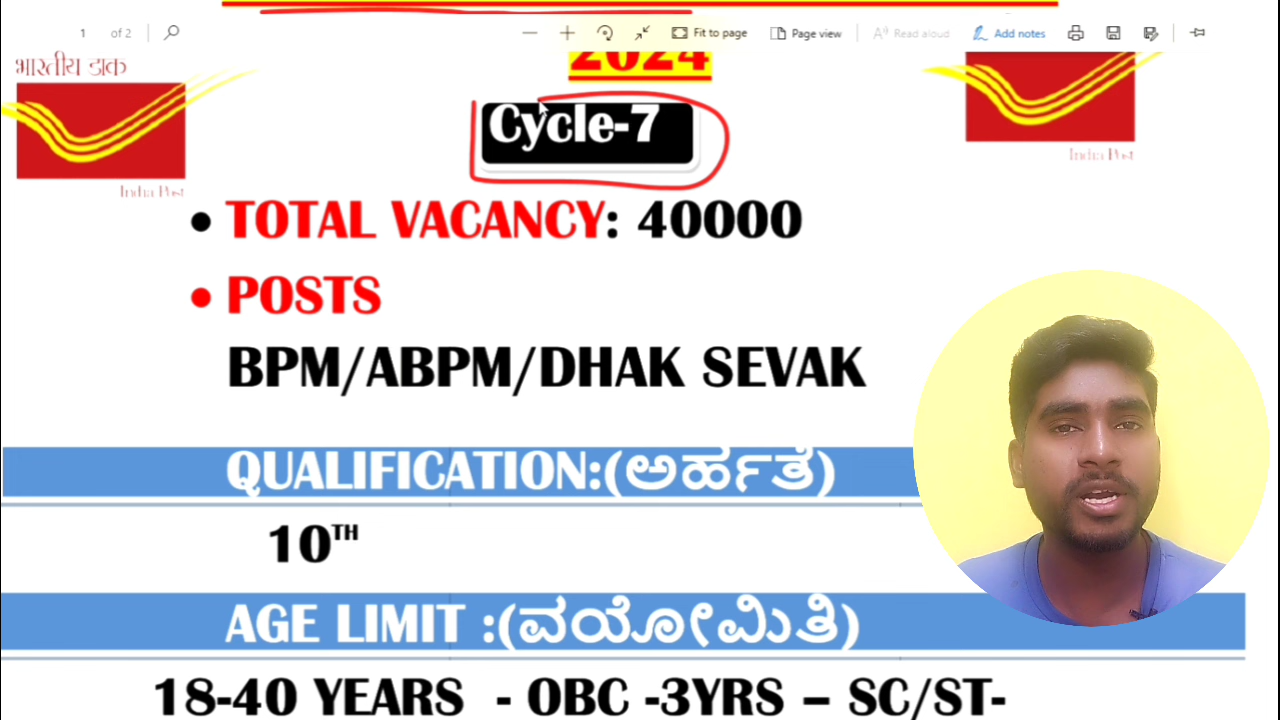 1 of 2 Fit to page Page view Read aloud Add notes
भारतीय डाक
2024
Cycle-7
India Post
India Post
• TOTAL VACANCY: 40000
• POSTS
BPM/ABPM/DHAK SEVAK
QUALIFICATION:(ಅರ್ಹತೆ)
10TH
AGE LIMIT :(ವಯೋಮಿತಿ)
18-40 YEARS - OBC -3YRS – SC/ST-